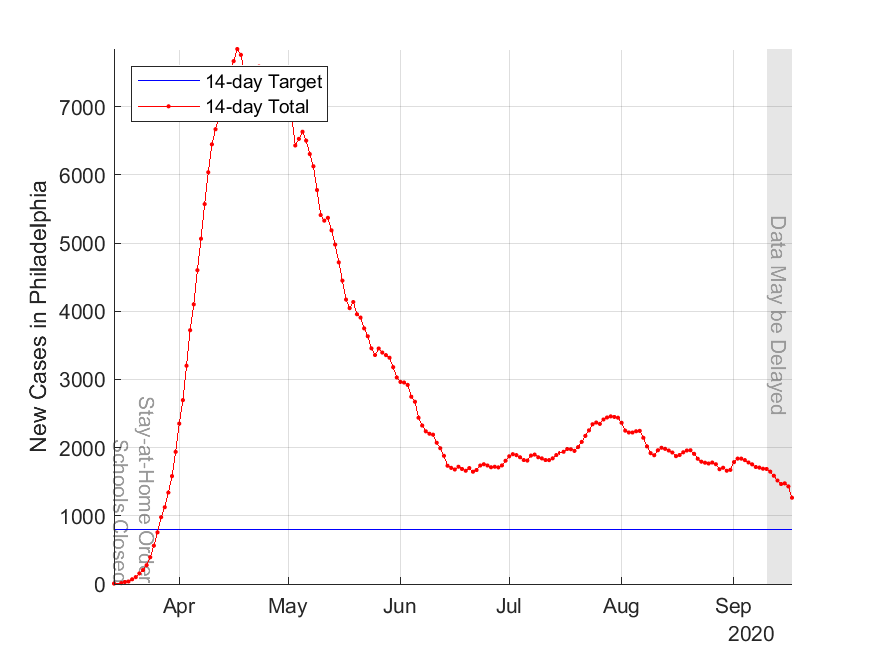 14-day Target
14-day Total
New Cases in Philadelphia
7000
6000
5000
4000
3000
2000
1000
0
Schools Closed
Stay-at-Home Order
Data May be Delayed
Apr
May
Jun
Jul
Aug
Sep
2020